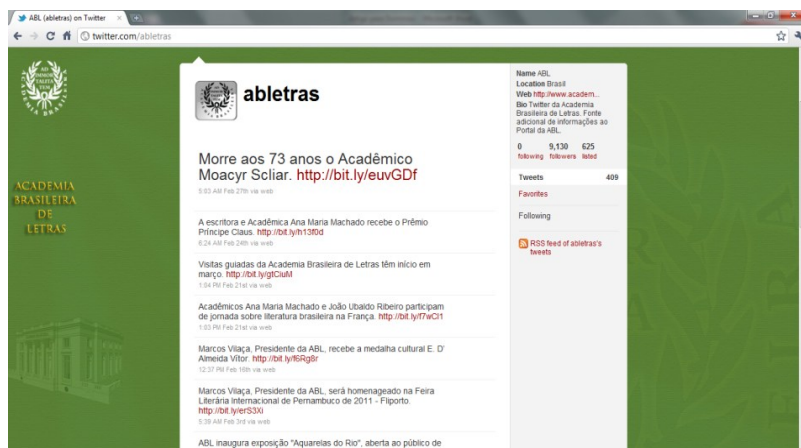 ABL (abletras) on Twitter
twitter.com/abletras
ACADEMIA
BRASILEIRA
DE
LETRAS
abletras
Morre aos 73 anos o Acadêmico
Moacyr Scliar. http://bit.ly/euvGDf
5:03 AM Feb 27th via web
A escritora e Acadêmica Ana Maria Machado recebe o Prêmio
Príncipe Claus. http://bit.ly/h13f0d
6:24 AM Feb 24th via web
Visitas guiadas da Academia Brasileira de Letras têm início em
março. http://bit.ly/gtCiuM
1:04 PM Feb 21st via web
Acadêmicos Ana Maria Machado e João Ubaldo Ribeiro participam
de jornada sobre literatura brasileira na França. http://bit.ly/f7wCl1
1:03 PM Feb 21st via web
Marcos Vilaça, Presidente da ABL, recebe a medalha cultural E. D'
Almeida Vítor. http://bit.ly/f6Rg8r
12:37 PM Feb 16th via web
Marcos Vilaça, Presidente da ABL, será homenageado na Feira
Literária Internacional de Pernambuco de 2011 - Fliporto.
http://bit.ly/erS3Xi
5:39 AM Feb 3rd via web
ABL inaugura exposição "Aquarelas do Rio", aberta ao público de
Name ABL
Location Brasil
Web http://www.academ...
Bio Twitter da Academia
Brasileira de Letras. Fonte
adicional de informações ao
Portal da ABL.
0 9,130 625
following followers listed
Tweets 409
Favorites
Following
RSS feed of abletras's
tweets